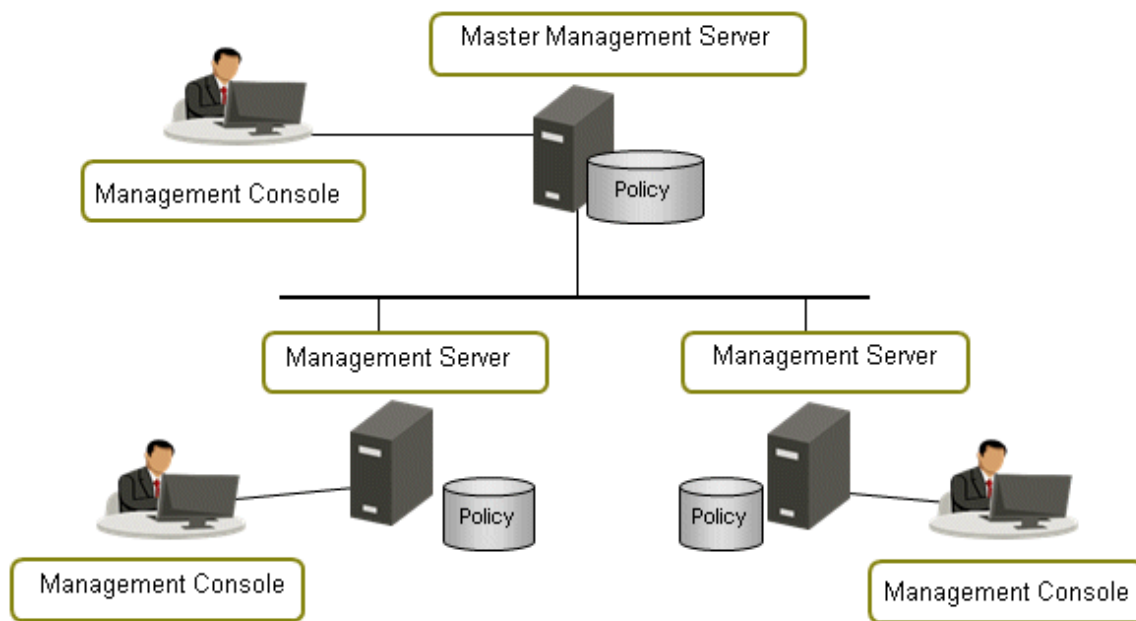 Master Management Server
Management Console
Policy
Management Server
Management Server
Policy
Policy
Management Console
Management Console